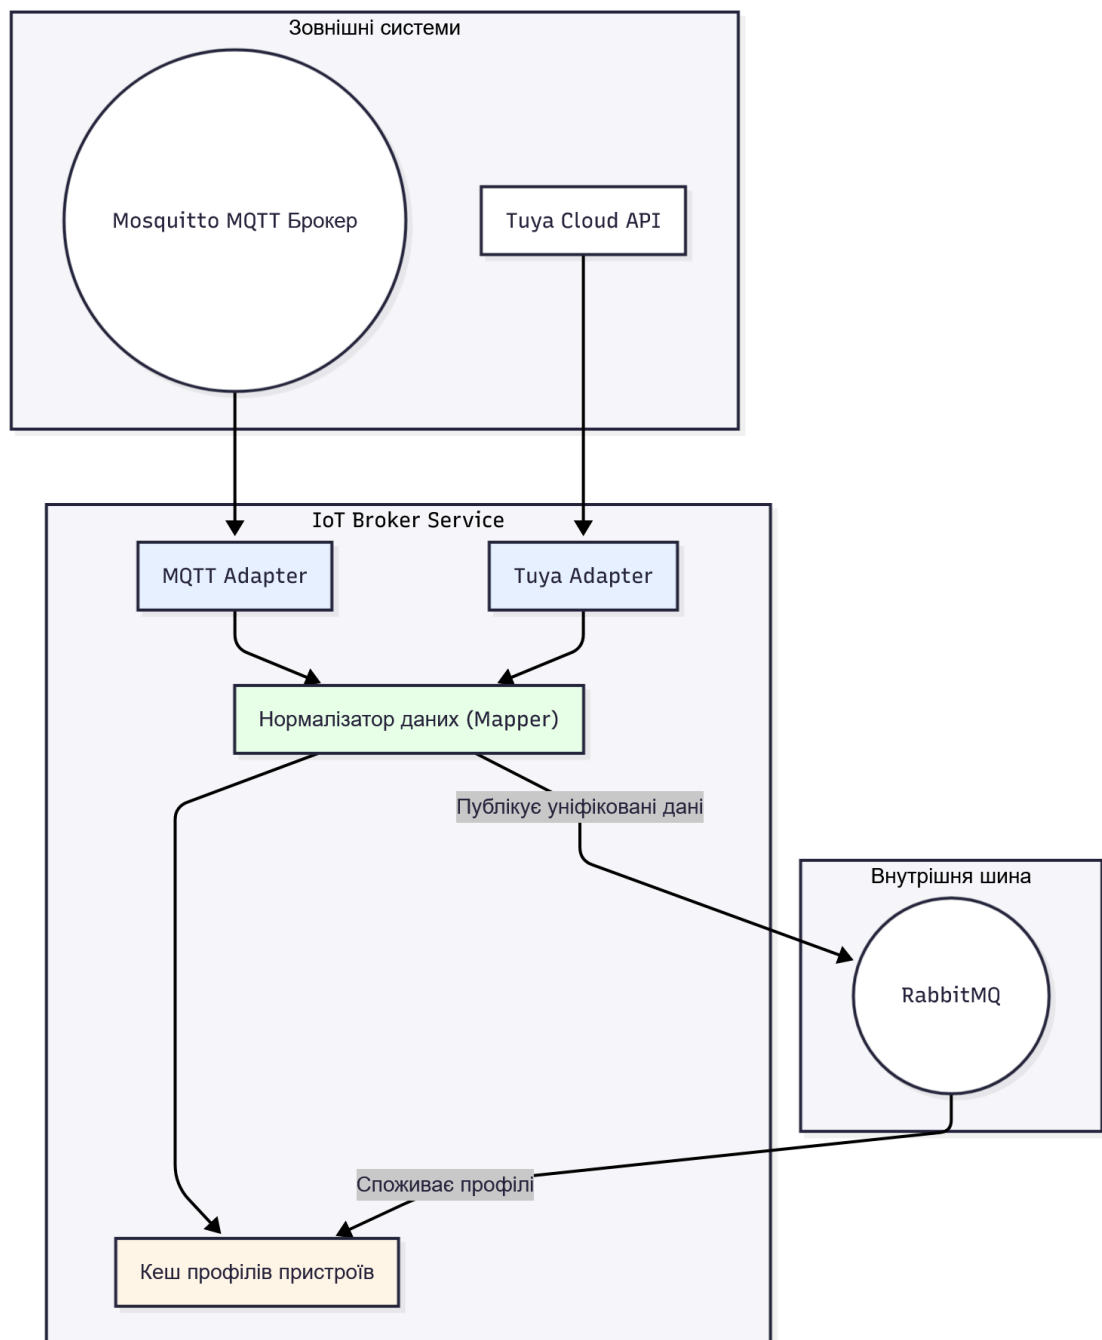 Зовнішні системи
Mosquitto MQTT Брокер
Tuya Cloud API
IoT Broker Service
MQTT Adapter
Tuya Adapter
Нормалізатор даних (Mapper)
Публікує уніфіковані дані
Внутрішня шина
RabbitMQ
Споживає профілі
Кеш профілів пристроїв